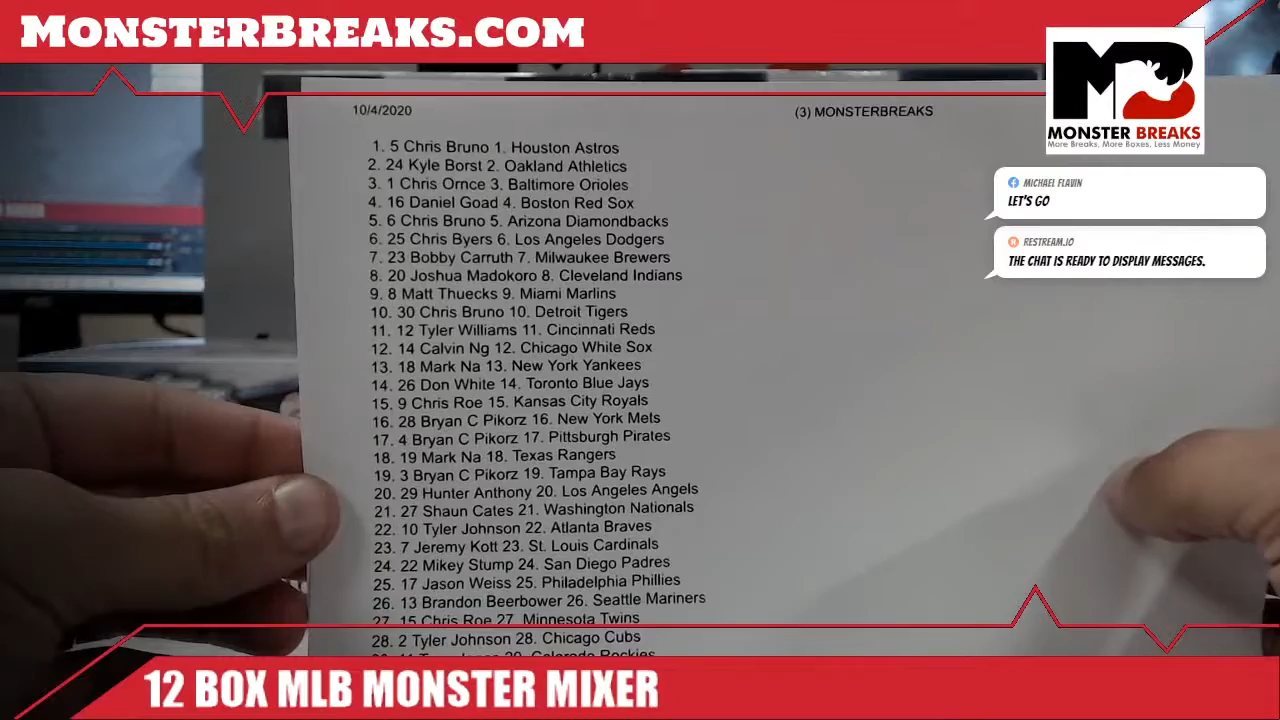 MONSTERBREAKS.COM
10/4/2020
(3) MONSTERBREAKS
1. 5 Chris Bruno 1. Houston Astros
2. 24 Kyle Borst 2. Oakland Athletics
3. 1 Chris Ornce 3. Baltimore Orioles
4. 16 Daniel Goad 4. Boston Red Sox
5. 6 Chris Bruno 5. Arizona Diamondbacks
6. 25 Chris Byers 6. Los Angeles Dodgers
7. 23 Bobby Carruth 7. Milwaukee Brewers
8. 20 Joshua Madokoro 8. Cleveland Indians
9. 8 Matt Thuecks 9. Miami Marlins
10. 30 Chris Bruno 10. Detroit Tigers
11. 12 Tyler Williams 11. Cincinnati Reds
12. 14 Calvin Ng 12. Chicago White Sox
13. 18 Mark Na 13. New York Yankees
14. 26 Don White 14. Toronto Blue Jays
15. 9 Chris Roe 15. Kansas City Royals
16. 28 Bryan C Pikorz 16. New York Mets
17. 4 Bryan C Pikorz 17. Pittsburgh Pirates
18. 19 Mark Na 18. Texas Rangers
19. 3 Bryan C Pikorz 19. Tampa Bay Rays
20. 29 Hunter Anthony 20. Los Angeles Angels
21. 27 Shaun Cates 21. Washington Nationals
22. 10 Tyler Johnson 22. Atlanta Braves
23. 7 Jeremy Kott 23. St. Louis Cardinals
24. 22 Mikey Stump 24. San Diego Padres
25. 17 Jason Weiss 25. Philadelphia Phillies
26. 13 Brandon Beerbower 26. Seattle Mariners
27. 15 Chris Roe 27. Minnesota Twins
28. 2 Tyler Johnson 28. Chicago Cubs
Colorado Rockies
MB
MONSTER BREAKS
More Breaks, More Boxes, Less Money
MICHAEL FLAVIN
LET'S GO
RESTREAM.IO
THE CHAT IS READY TO DISPLAY MESSAGES.
12 BOX MLB MONSTER MIXER